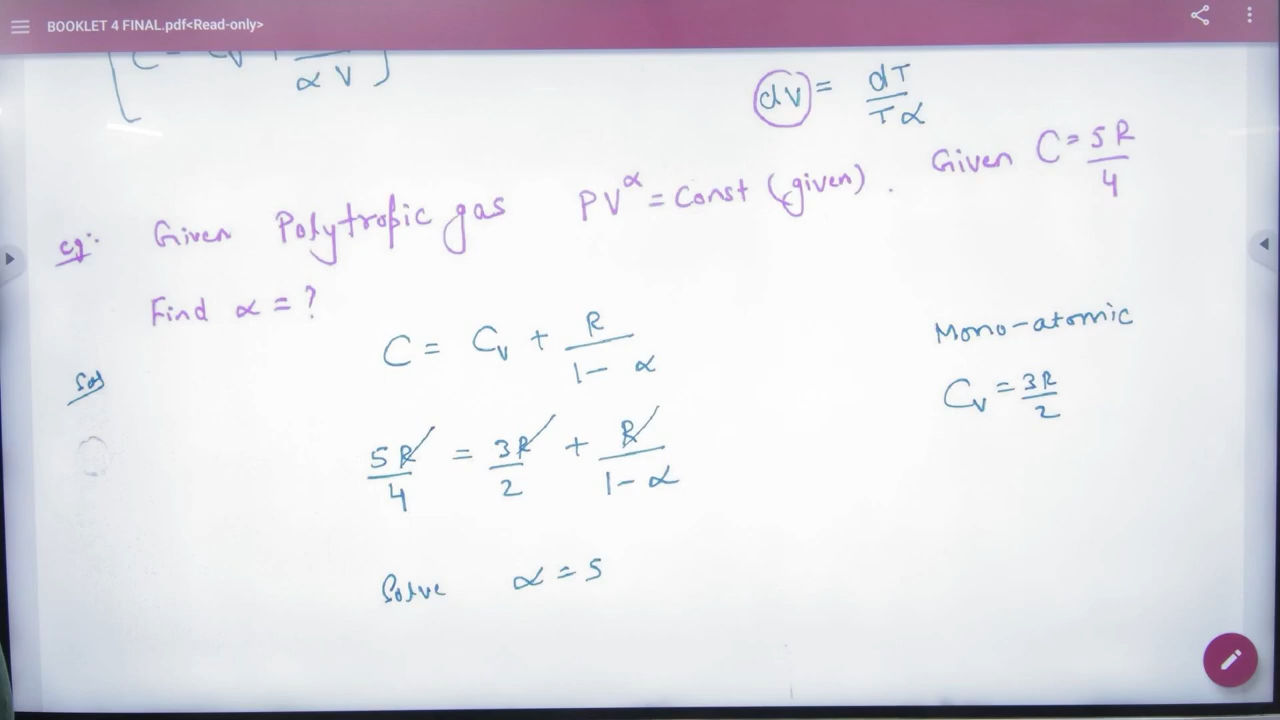 BOOKLET 4 FINAL.pdf<Read-only>
α V
dV = dT / Tα
eg: Given Polytropic gas PV^α = Const (given). Given C = 5R / 4
Find α = ?
Mono-atomic
Sol C = Cv + R / 1 - α
Cv = 3R / 2
5R / 4 = 3R / 2 + R / 1 - α
Solve α = 5